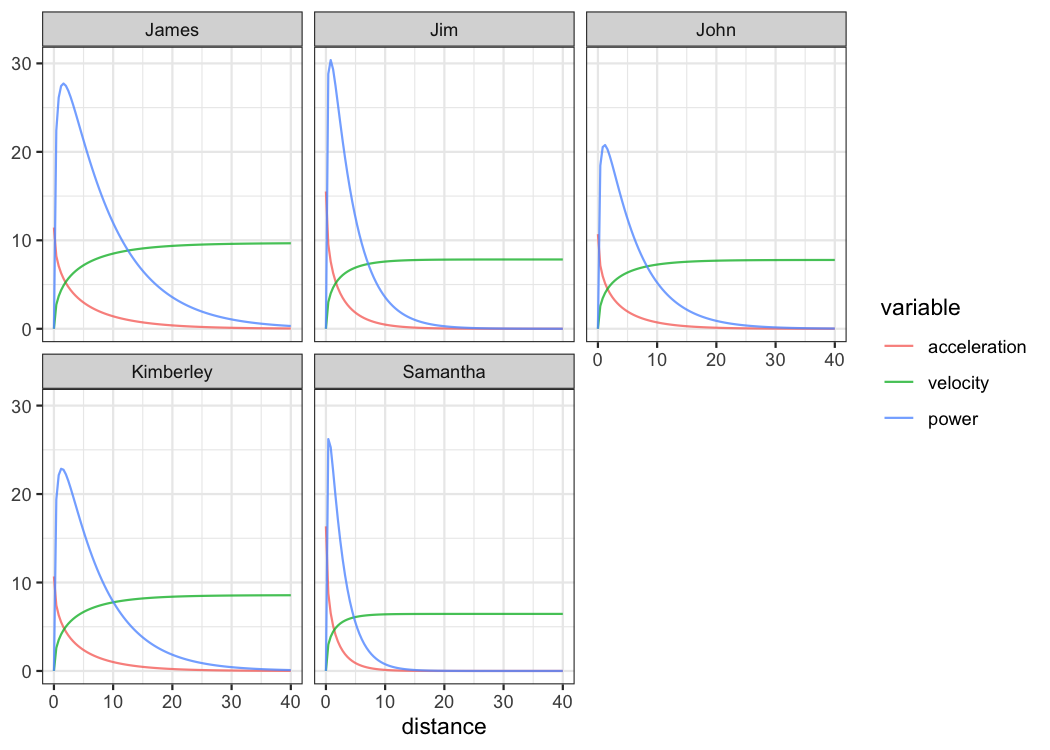 James Jim John
30
20
10
0
0 10 20 30 40
variable
acceleration
velocity
power
Kimberley Samantha
30
20
10
0
0 10 20 30 40 0 10 20 30 40
distance